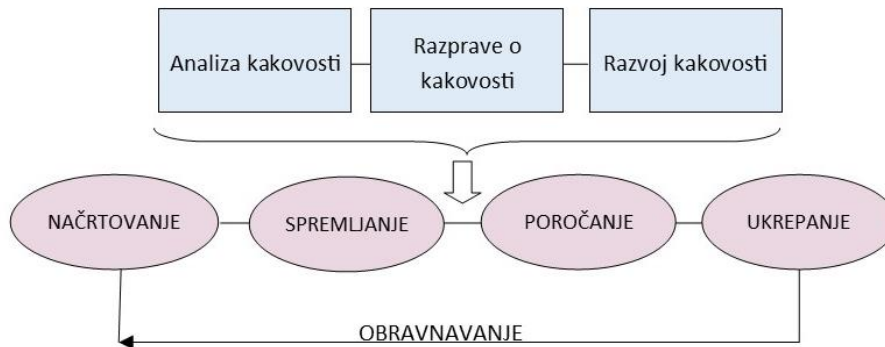 Analiza kakovosti
Razprave o
kakovosti
Razvoj kakovosti
NAČRTOVANJE
SPREMLJANJE
POROČANJE
UKREPANJE
OBRAVNAVANJE